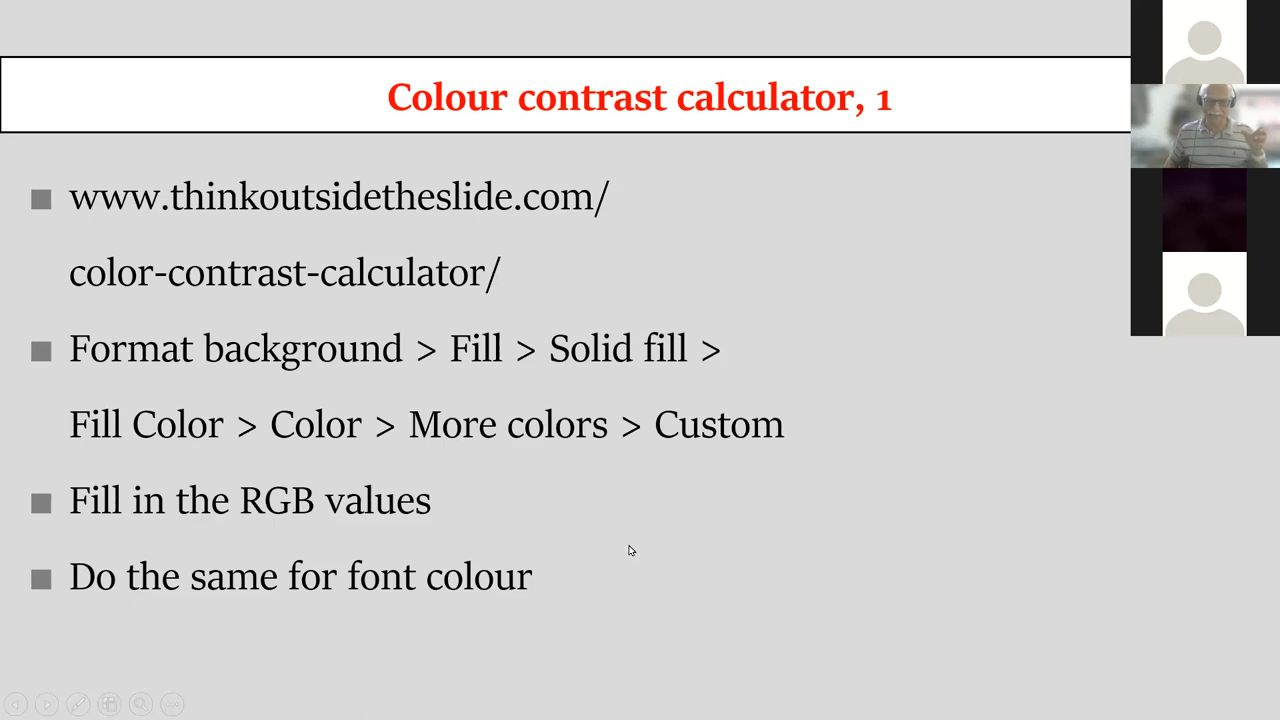 Colour contrast calculator, 1
www.thinkoutsidetheslide.com/
color-contrast-calculator/
Format background > Fill > Solid fill >
Fill Color > Color > More colors > Custom
Fill in the RGB values
Do the same for font colour